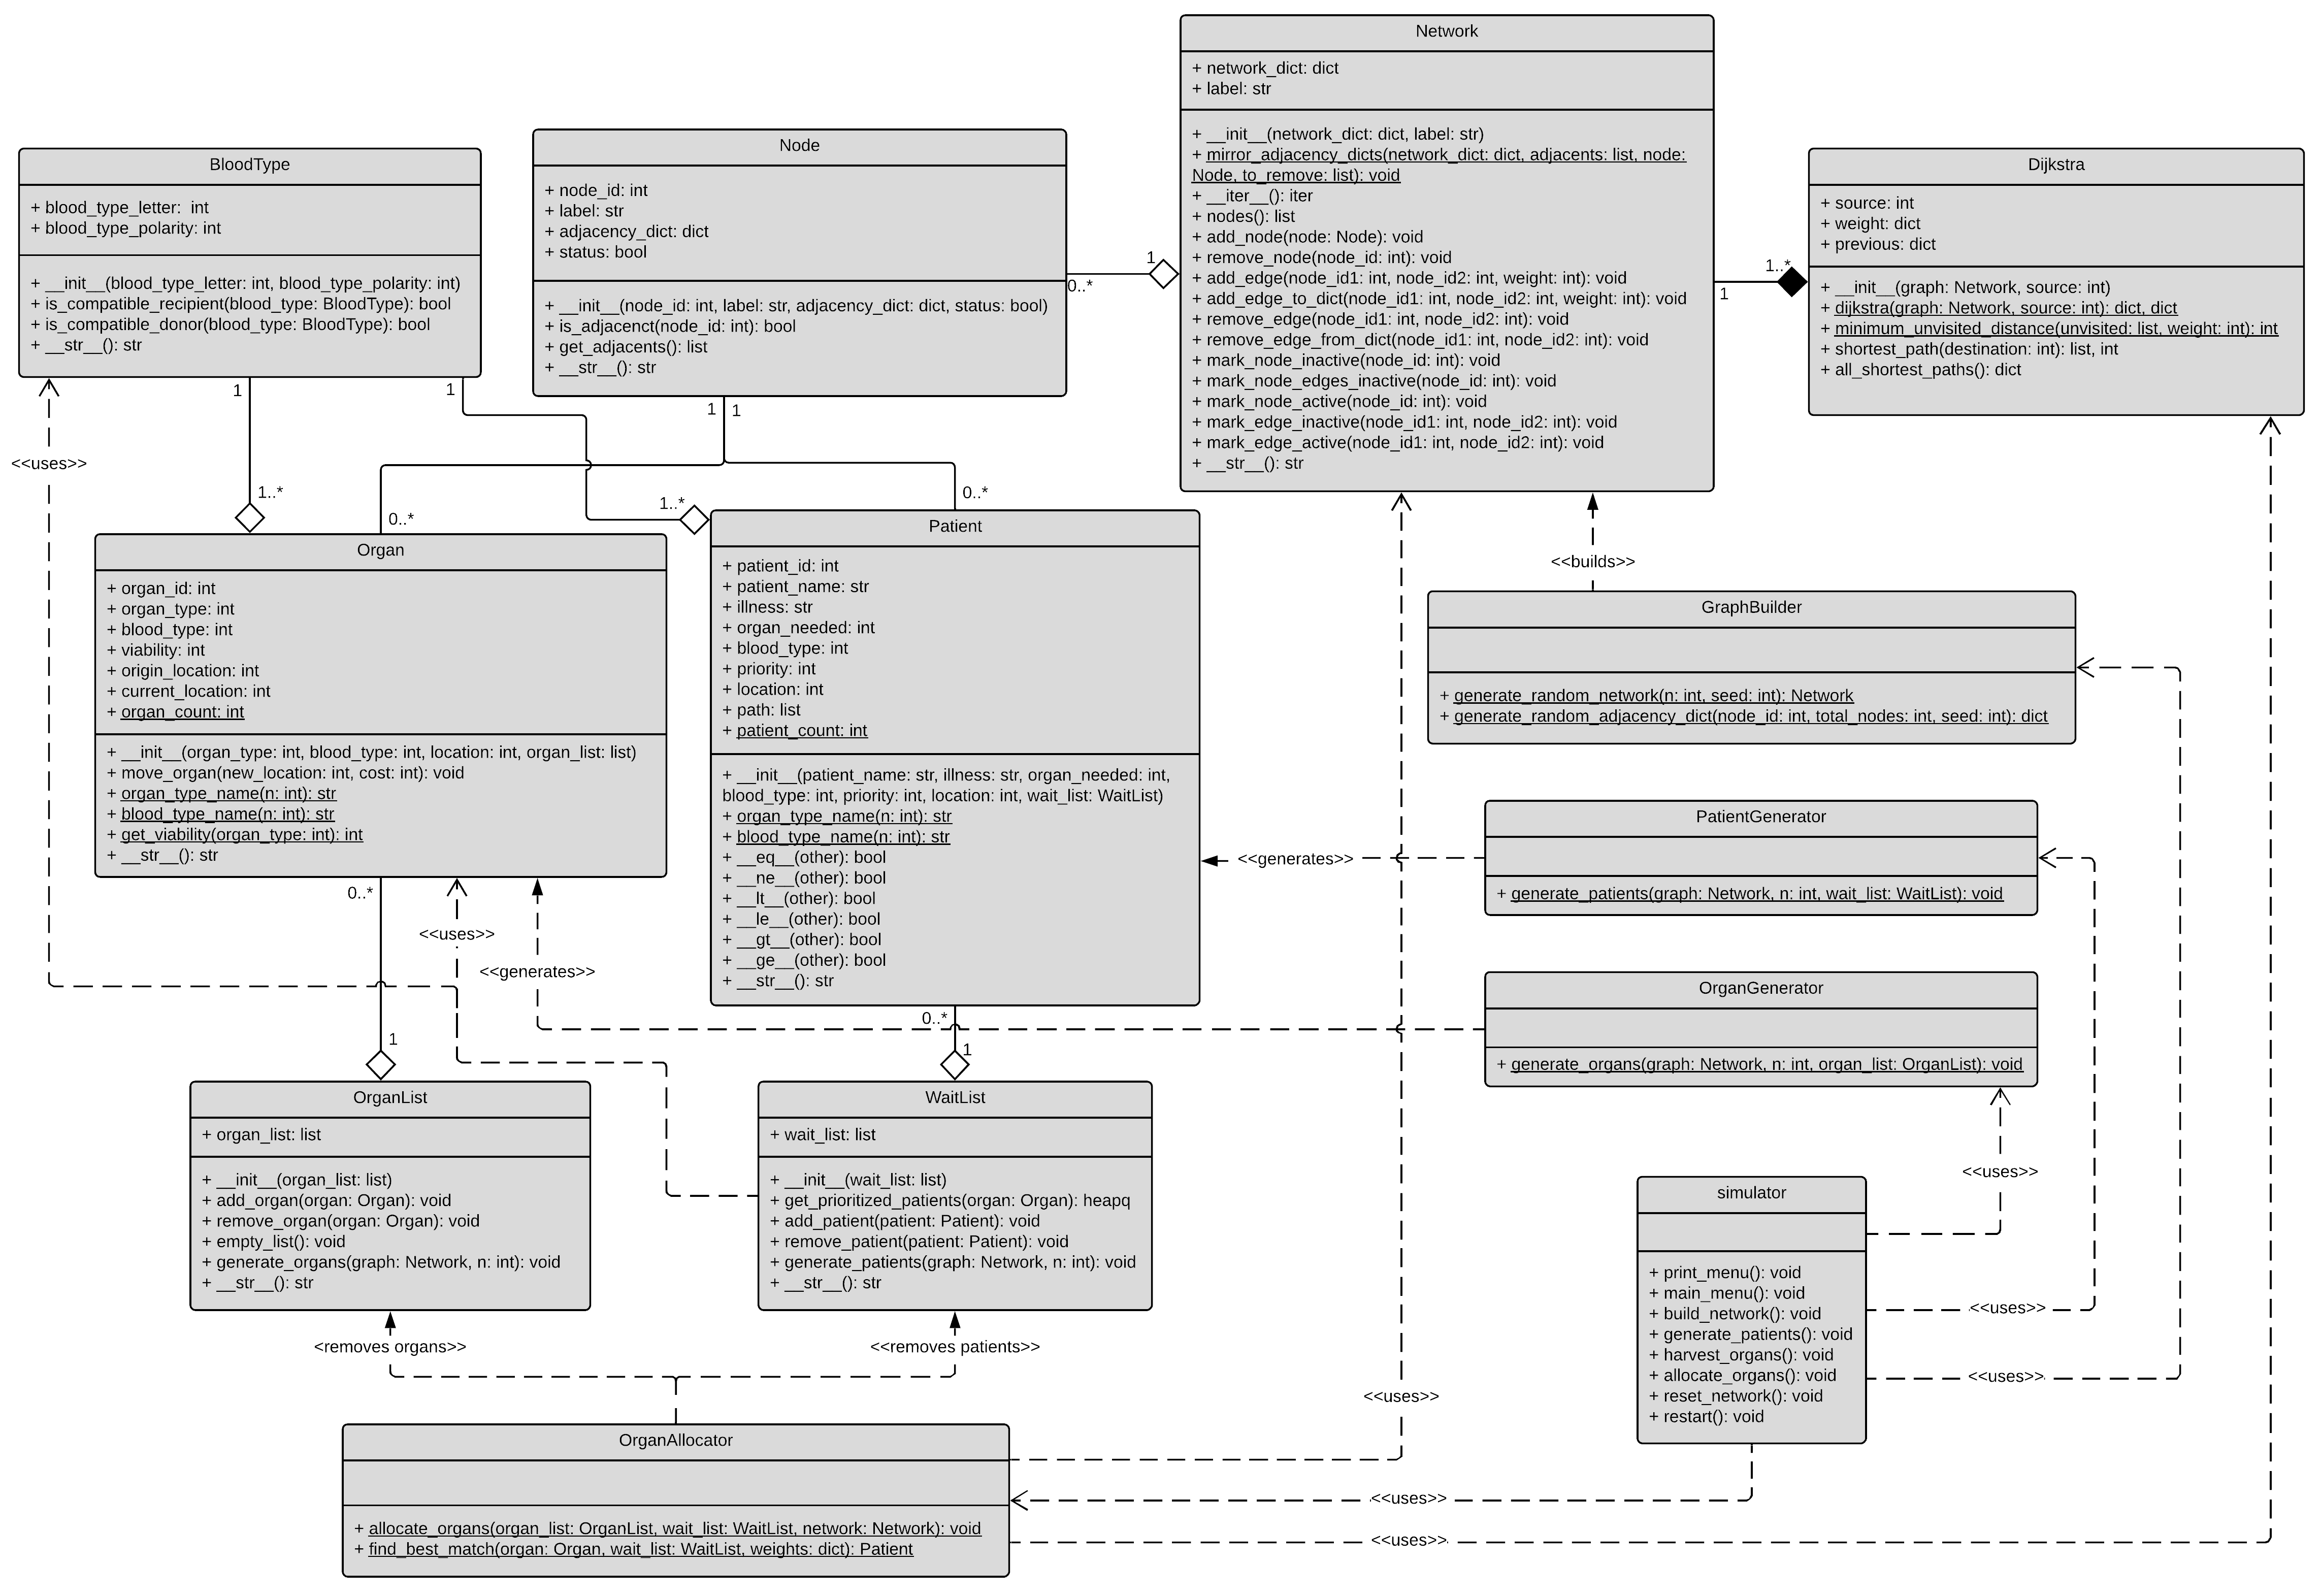 Network
+ network_dict: dict
+ label: str
+ __init__(network_dict: dict, label: str)
+ mirror_adjacency_dicts(network_dict: dict, adjacents: list, node:
Node, to_remove: list): void
+ __iter__(): iter
+ nodes(): list
+ add_node(node: Node): void
+ remove_node(node_id: int): void
+ add_edge(node_id1: int, node_id2: int, weight: int): void
+ add_edge_to_dict(node_id1: int, node_id2: int, weight: int): void
+ remove_edge(node_id1: int, node_id2: int): void
+ remove_edge_from_dict(node_id1: int, node_id2: int): void
+ mark_node_inactive(node_id: int): void
+ mark_node_edges_inactive(node_id: int): void
+ mark_node_active(node_id: int): void
+ mark_edge_inactive(node_id1: int, node_id2: int): void
+ mark_edge_active(node_id1: int, node_id2: int): void
+ __str__(): str
Node
+ node_id: int
+ label: str
+ adjacency_dict: dict
+ status: bool
+ __init__(node_id: int, label: str, adjacency_dict: dict, status: bool)
+ is_adjacenct(node_id: int): bool
+ get_adjacents(): list
+ __str__(): str
BloodType
+ blood_type_letter:  int
+ blood_type_polarity: int
+ __init__(blood_type_letter: int, blood_type_polarity: int)
+ is_compatible_recipient(blood_type: BloodType): bool
+ is_compatible_donor(blood_type: BloodType): bool
+ __str__(): str
Dijkstra
+ source: int
+ weight: dict
+ previous: dict
+ __init__(graph: Network, source: int)
+ dijkstra(graph: Network, source: int): dict, dict
+ minimum_unvisited_distance(unvisited: list, weight: int): int
+ shortest_path(destination: int): list, int
+ all_shortest_paths(): dict
1
0..*
1..*
1
1
1
1
1
<<uses>>
1..*
0..*
1..*
0..*
Organ
+ organ_id: int
+ organ_type: int
+ blood_type: int
+ viability: int
+ origin_location: int
+ current_location: int
+ organ_count: int
+ __init__(organ_type: int, blood_type: int, location: int, organ_list: list)
+ move_organ(new_location: int, cost: int): void
+ organ_type_name(n: int): str
+ blood_type_name(n: int): str
+ get_viability(organ_type: int): int
+ __str__(): str
Patient
+ patient_id: int
+ patient_name: str
+ illness: str
+ organ_needed: int
+ blood_type: int
+ priority: int
+ location: int
+ path: list
+ patient_count: int
+ __init__(patient_name: str, illness: str, organ_needed: int,
blood_type: int, priority: int, location: int, wait_list: WaitList)
+ organ_type_name(n: int): str
+ blood_type_name(n: int): str
+ __eq__(other): bool
+ __ne__(other): bool
+ __lt__(other): bool
+ __le__(other): bool
+ __gt__(other): bool
+ __ge__(other): bool
+ __str__(): str
<<builds>>
GraphBuilder
+ generate_random_network(n: int, seed: int): Network
+ generate_random_adjacency_dict(node_id: int, total_nodes: int, seed: int): dict
PatientGenerator
+ generate_patients(graph: Network, n: int, wait_list: WaitList): void
<<generates>>
OrganGenerator
+ generate_organs(graph: Network, n: int, organ_list: OrganList): void
0..*
<<uses>>
<<generates>>
0..*
1
1
OrganList
+ organ_list: list
+ __init__(organ_list: list)
+ add_organ(organ: Organ): void
+ remove_organ(organ: Organ): void
+ empty_list(): void
+ generate_organs(graph: Network, n: int): void
+ __str__(): str
WaitList
+ wait_list: list
+ __init__(wait_list: list)
+ get_prioritized_patients(organ: Organ): heapq
+ add_patient(patient: Patient): void
+ remove_patient(patient: Patient): void
+ generate_patients(graph: Network, n: int): void
+ __str__(): str
<<uses>>
simulator
+ print_menu(): void
+ main_menu(): void
+ build_network(): void
+ generate_patients(): void
+ harvest_organs(): void
+ allocate_organs(): void
+ reset_network(): void
+ restart(): void
<<uses>>
<<uses>>
<<removes organs>>
<<removes patients>>
<<uses>>
OrganAllocator
+ allocate_organs(organ_list: OrganList, wait_list: WaitList, network: Network): void
+ find_best_match(organ: Organ, wait_list: WaitList, weights: dict): Patient
<<uses>>
<<uses>>